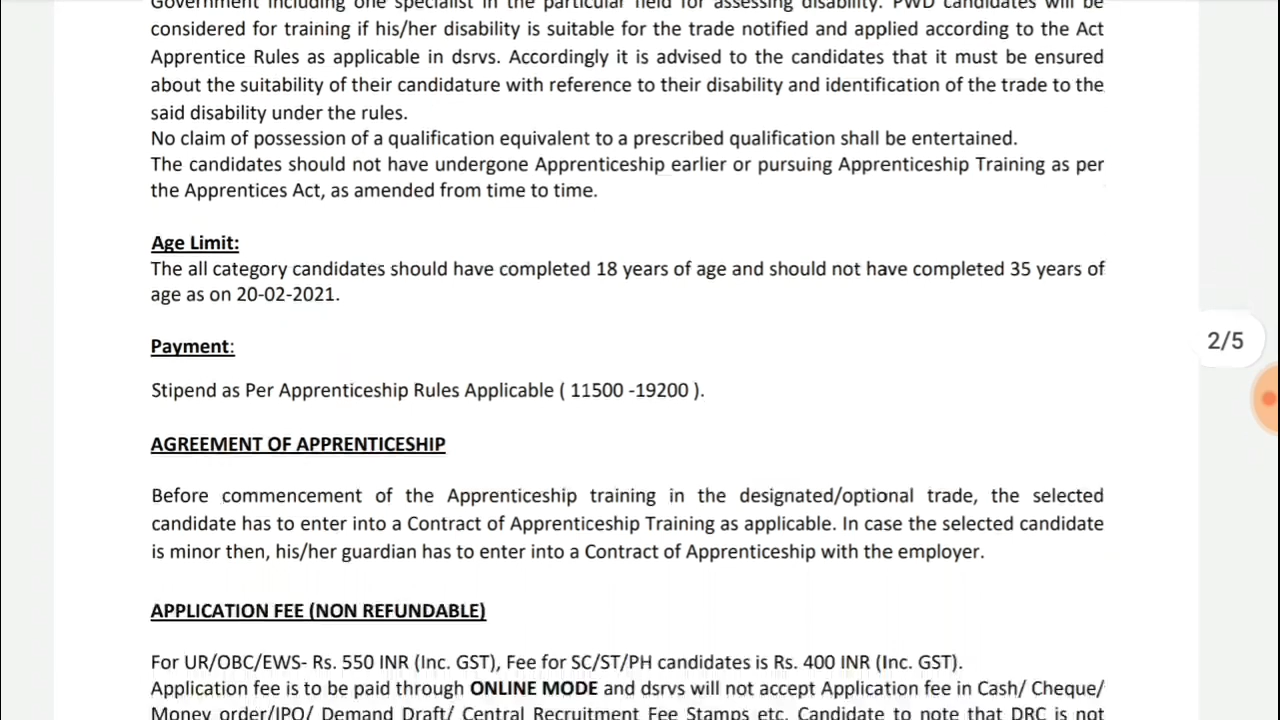 Government including one specialist in the particular field for assessing disability. PWD candidates will be
considered for training if his/her disability is suitable for the trade notified and applied according to the Act
Apprentice Rules as applicable in dsrvs. Accordingly it is advised to the candidates that it must be ensured
about the suitability of their candidature with reference to their disability and identification of the trade to the
said disability under the rules.
No claim of possession of a qualification equivalent to a prescribed qualification shall be entertained.
The candidates should not have undergone Apprenticeship earlier or pursuing Apprenticeship Training as per
the Apprentices Act, as amended from time to time.
Age Limit:
The all category candidates should have completed 18 years of age and should not have completed 35 years of
age as on 20-02-2021.
2/5
Payment:
Stipend as Per Apprenticeship Rules Applicable ( 11500 -19200 ).
AGREEMENT OF APPRENTICESHIP
Before commencement of the Apprenticeship training in the designated/optional trade, the selected
candidate has to enter into a Contract of Apprenticeship Training as applicable. In case the selected candidate
is minor then, his/her guardian has to enter into a Contract of Apprenticeship with the employer.
APPLICATION FEE (NON REFUNDABLE)
For UR/OBC/EWS- Rs. 550 INR (Inc. GST), Fee for SC/ST/PH candidates is Rs. 400 INR (Inc. GST).
Application fee is to be paid through ONLINE MODE and dsrvs will not accept Application fee in Cash/ Cheque/
Money order/IPO/ Demand Draft/ Central Recruitment Fee Stamps etc. Candidate to note that DRC is not